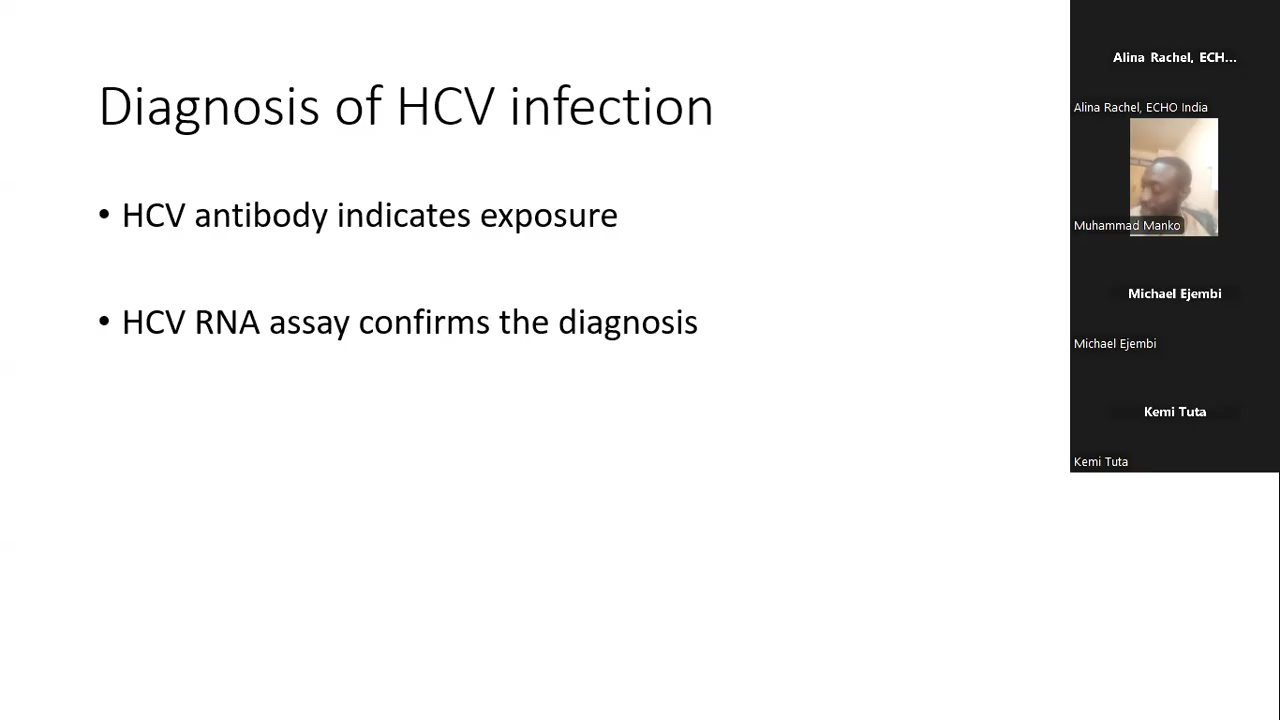 Diagnosis of HCV infection
• HCV antibody indicates exposure
• HCV RNA assay confirms the diagnosis
Alina Rachel, ECH...
Alina Rachel, ECHO India
Muhammad Manko
Michael Ejembi
Michael Ejembi
Kemi Tuta
Kemi Tuta